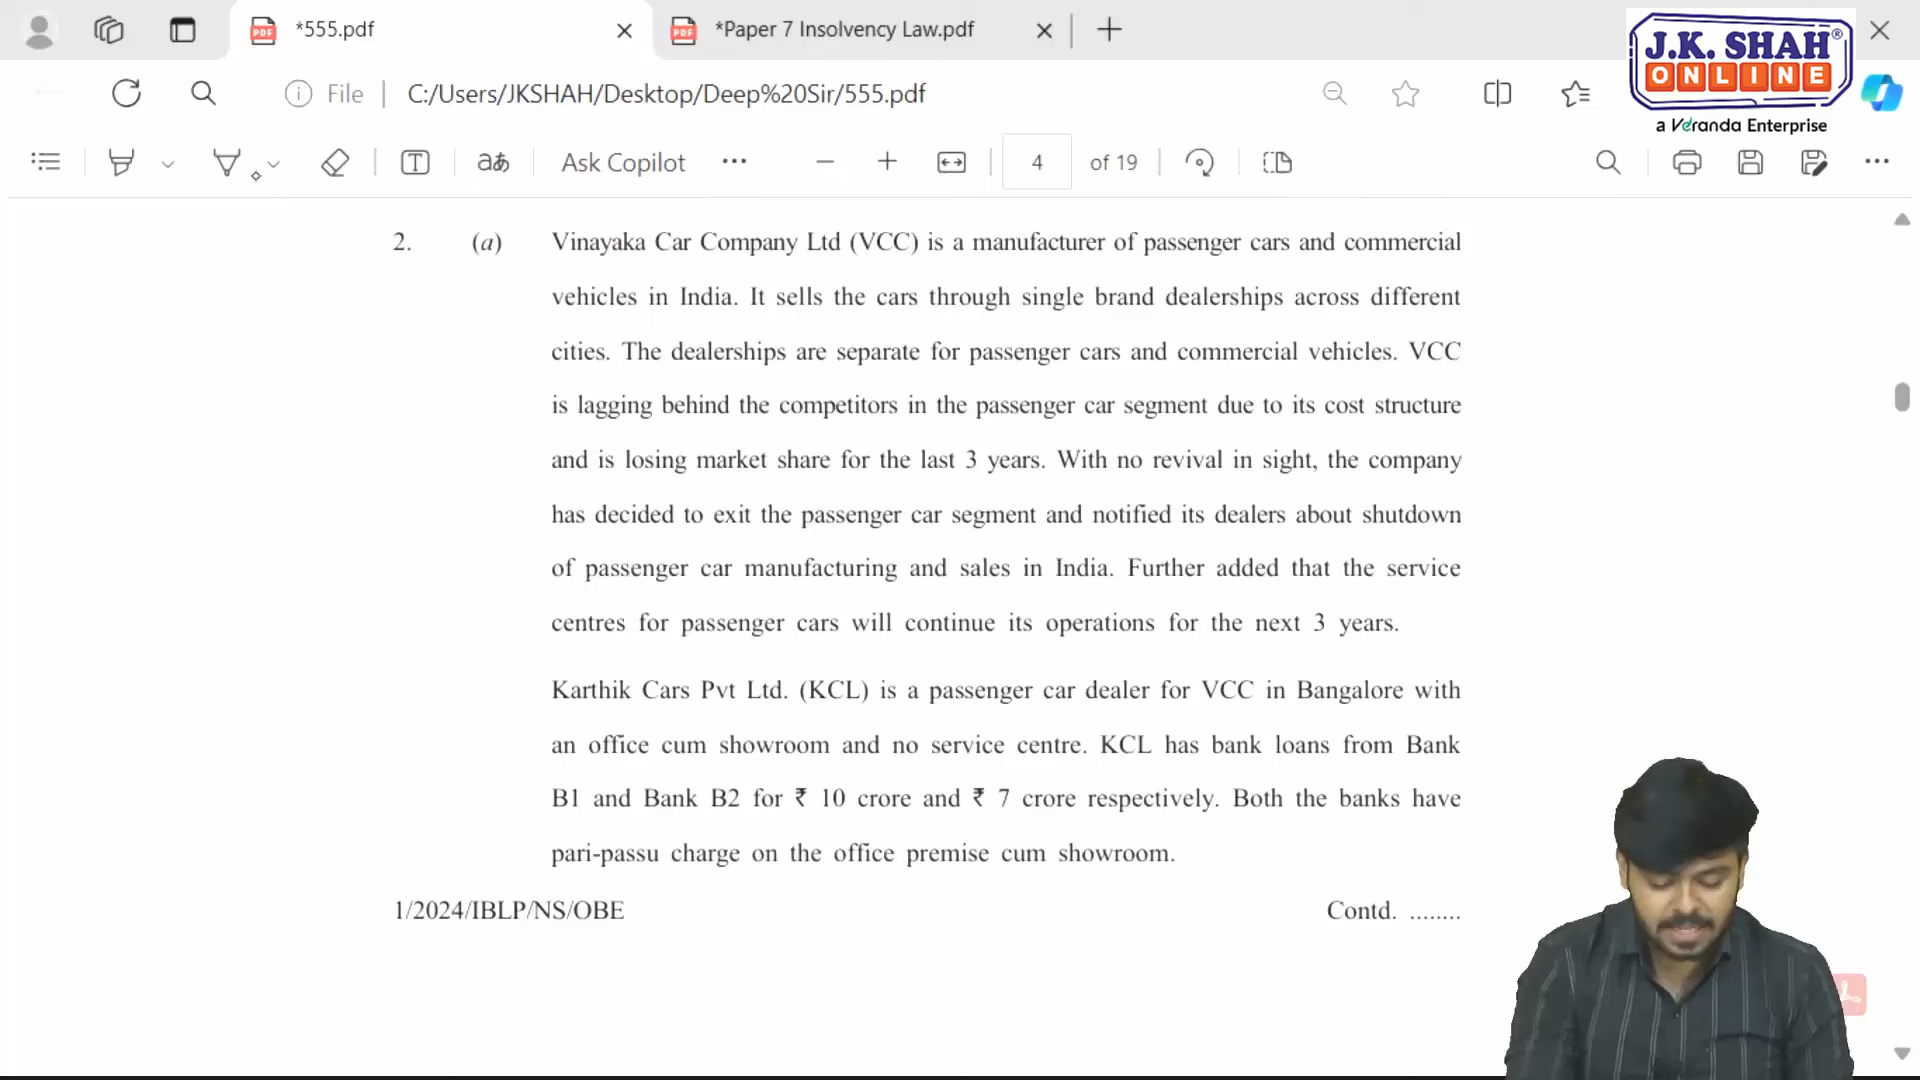 *555.pdf
*Paper 7 Insolvency Law.pdf
J.K. SHAH®
ONLINE
a Veranda Enterprise
File
C:/Users/JKSHAH/Desktop/Deep%20Sir/555.pdf
aあ
Ask Copilot
4
of 19
2. (a) Vinayaka Car Company Ltd (VCC) is a manufacturer of passenger cars and commercial
vehicles in India. It sells the cars through single brand dealerships across different
cities. The dealerships are separate for passenger cars and commercial vehicles. VCC
is lagging behind the competitors in the passenger car segment due to its cost structure
and is losing market share for the last 3 years. With no revival in sight, the company
has decided to exit the passenger car segment and notified its dealers about shutdown
of passenger car manufacturing and sales in India. Further added that the service
centres for passenger cars will continue its operations for the next 3 years.
Karthik Cars Pvt Ltd. (KCL) is a passenger car dealer for VCC in Bangalore with
an office cum showroom and no service centre. KCL has bank loans from Bank
B1 and Bank B2 for ₹ 10 crore and ₹ 7 crore respectively. Both the banks have
pari-passu charge on the office premise cum showroom.
1/2024/IBLP/NS/OBE
Contd. ........